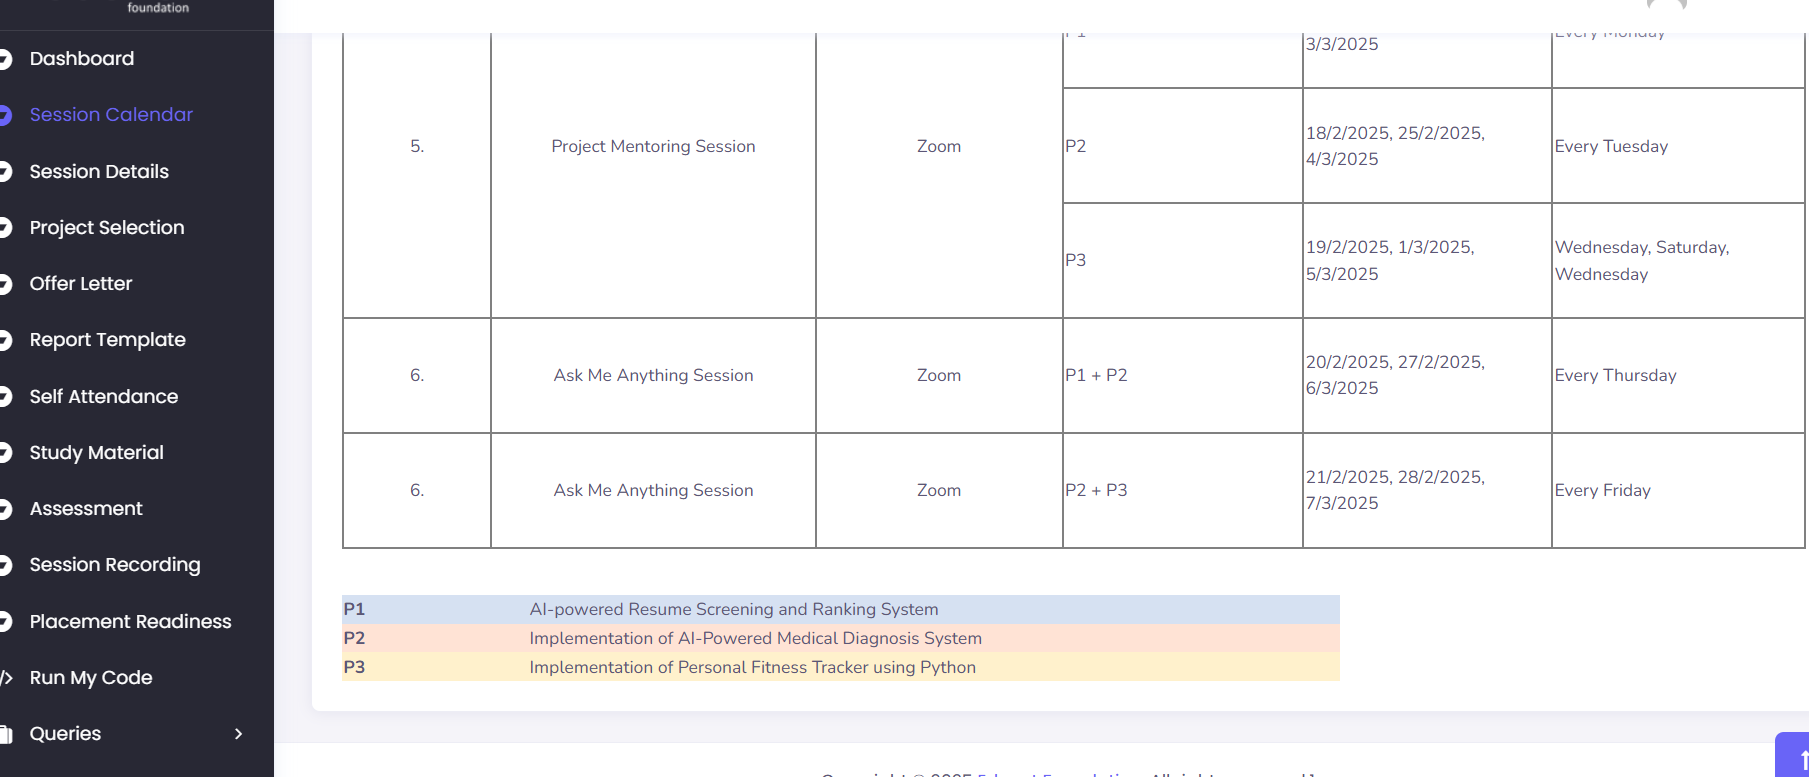 foundation
Dashboard
Session Calendar
Session Details
Project Selection
Offer Letter
Report Template
Self Attendance
Study Material
Assessment
Session Recording
Placement Readiness
Run My Code
Queries
P1
3/3/2025
Every Monday
5.
Project Mentoring Session
Zoom
P2
18/2/2025, 25/2/2025,
4/3/2025
Every Tuesday
P3
19/2/2025, 1/3/2025,
5/3/2025
Wednesday, Saturday,
Wednesday
6.
Ask Me Anything Session
Zoom
P1 + P2
20/2/2025, 27/2/2025,
6/3/2025
Every Thursday
6.
Ask Me Anything Session
Zoom
P2 + P3
21/2/2025, 28/2/2025,
7/3/2025
Every Friday
P1 AI-powered Resume Screening and Ranking System
P2 Implementation of AI-Powered Medical Diagnosis System
P3 Implementation of Personal Fitness Tracker using Python